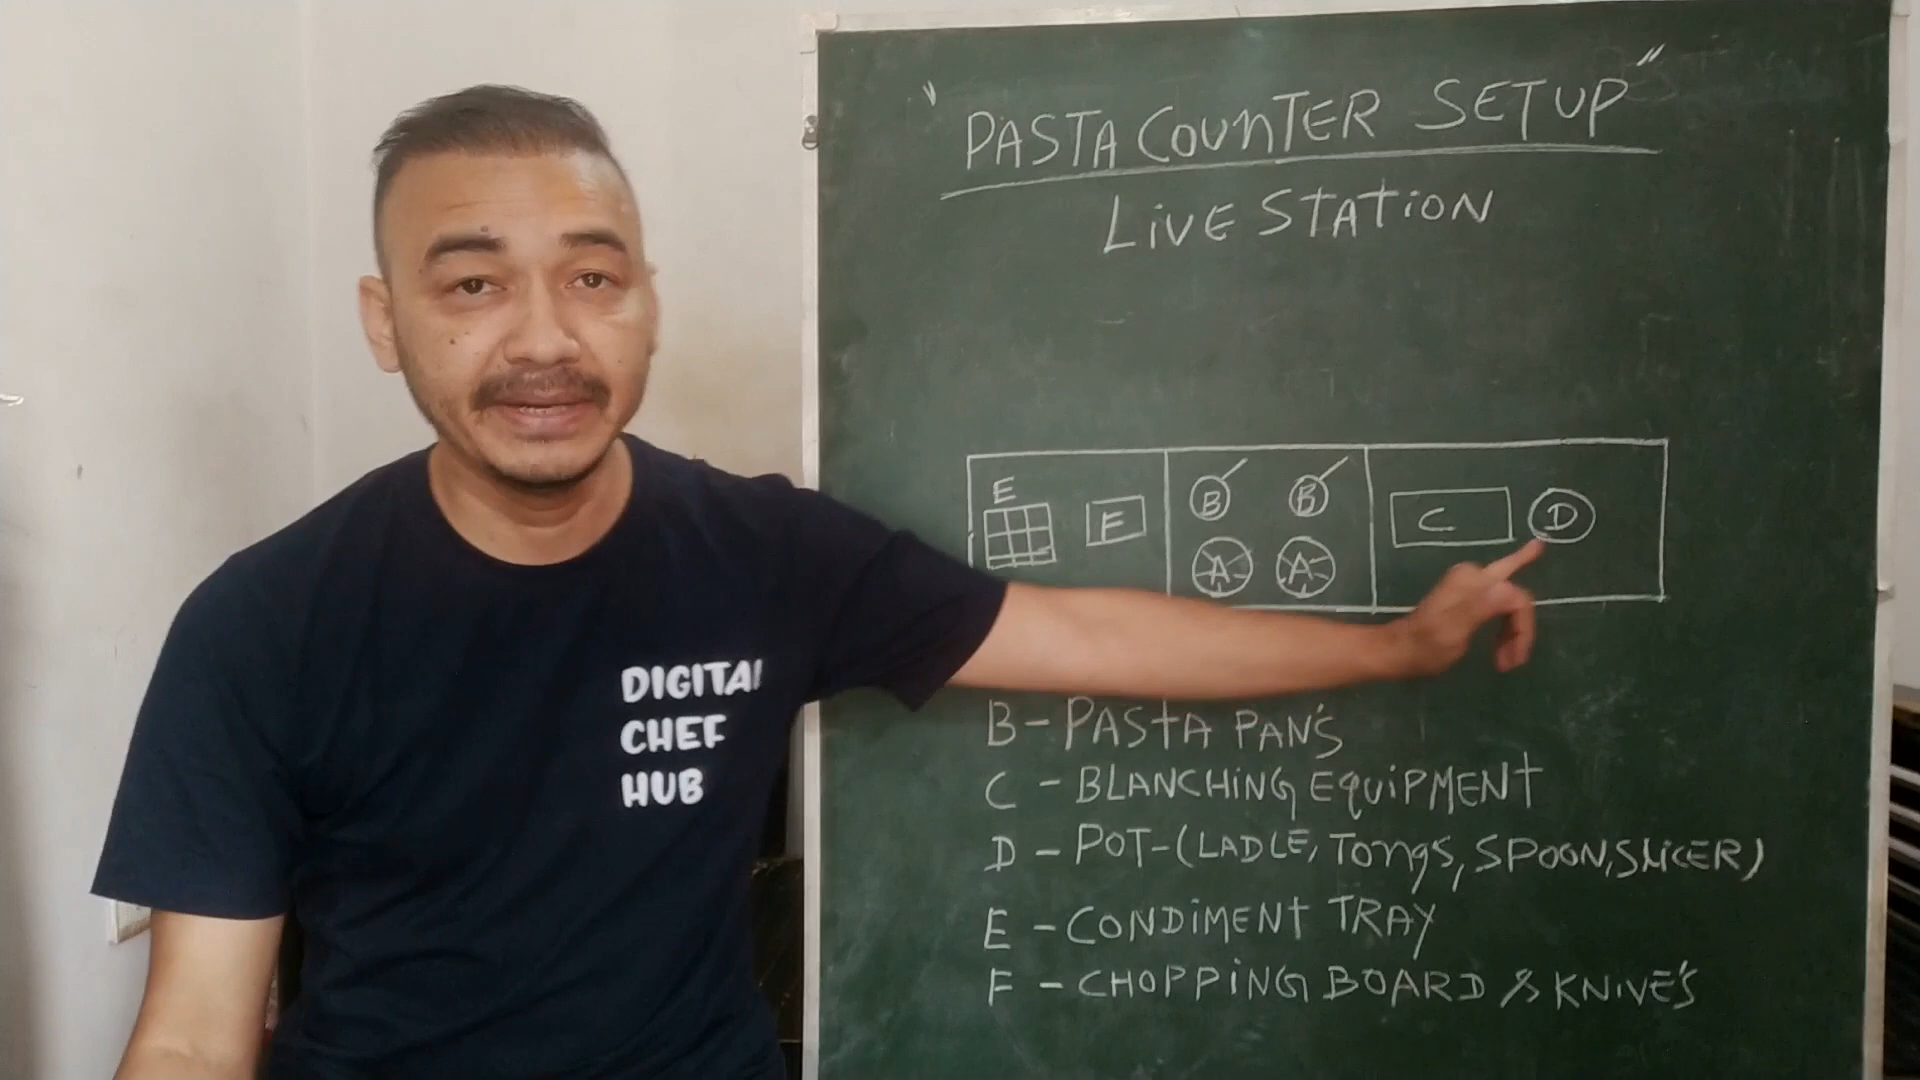 "PASTA COUNTER SETUP"
LIVE STATION
E
F
B
B
A
A
C
D
B - PASTA PAN'S
C - BLANCHING EQUIPMENT
D - POT - (LADLE, TONGS, SPOON, SLICER)
E - CONDIMENT TRAY
F - CHOPPING BOARD & KNIVE'S
DIGITAL
CHEF
HUB